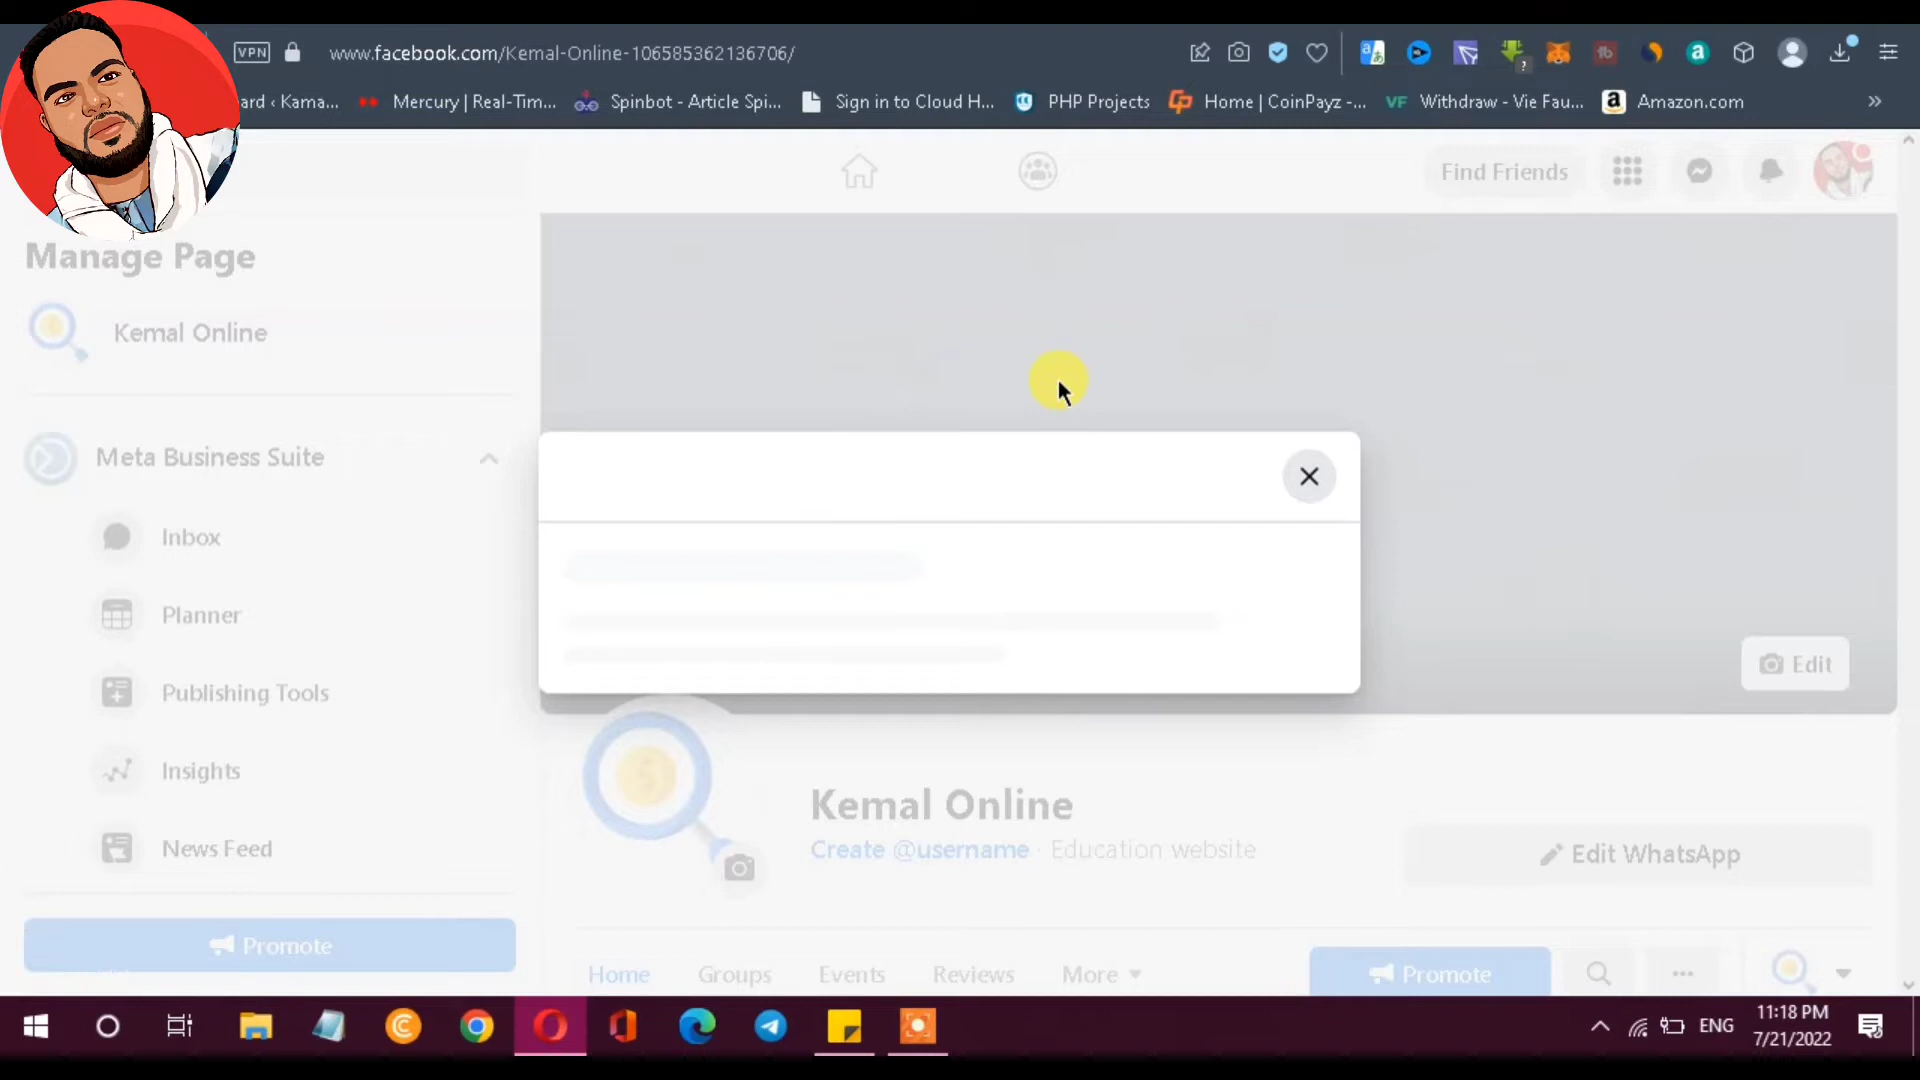 VPN
www.facebook.com/Kemal-Online-106585362136706/
ard ‹ Kama...
Mercury | Real-Tim...
Spinbot - Article Spi...
Sign in to Cloud H...
PHP Projects
Home | CoinPayz -...
VF
Withdraw - Vie Fau...
Amazon.com
»
Find Friends
Manage Page
Kemal Online
Meta Business Suite
Inbox
Planner
Publishing Tools
Insights
News Feed
Promote
Edit
Kemal Online
Create @username · Education website
Edit WhatsApp
Home
Groups
Events
Reviews
More
Promote
ENG
11:18 PM
7/21/2022